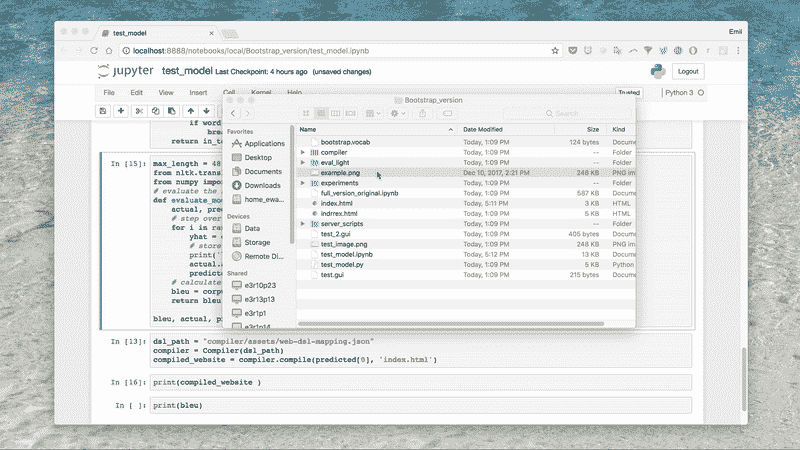 test_model
Emil
localhost:8888/notebooks/local/Bootstrap_version/test_model.ipynb
jupyter test_model Last Checkpoint: 4 hours ago (unsaved changes)
Logout
File Edit View Insert Cell Kernel Help
Trusted
Python 3
Bootstrap_version
Search
Favorites
Applications
Desktop
Documents
Downloads
home_ewa...
Devices
Data
Storage
Remote Di...
Shared
e3r10p23
e3r13p13
e3r1p1
e3r1p14
Name Date Modified Size Kind
bootstrap.vocab Today, 1:09 PM 124 bytes Docume
compiler Today, 1:09 PM -- Folder
eval_light Today, 1:09 PM -- Folder
example.png Dec 10, 2017, 2:21 PM 248 KB PNG im
experiments Today, 1:09 PM -- Folder
full_version_original.ipynb Today, 1:09 PM 587 KB Docume
index.html Today, 5:11 PM 3 KB HTML
indrrex.html Today, 1:09 PM 5 KB HTML
server_scripts Today, 1:09 PM -- Folder
test_2.gui Today, 1:09 PM 405 bytes Docume
test_image.png Today, 1:09 PM 248 KB PNG im
test_model.ipynb Today, 5:12 PM 13 KB Docume
test_model.py Today, 1:09 PM 5 KB Python
test.gui Today, 1:09 PM 215 bytes Docume
if word
brea
return in_t
In [15]:
max_length = 48
from nltk.trans
from numpy impo
# evaluate the
def evaluate_mo
actual, pred
# step over
for i in ra
yhat =
# store
print('
actual.a
predicte
# calculate
bleu = corp
return bleu
bleu, actual, pr
In [13]:
dsl_path = "compiler/assets/web-dsl-mapping.json"
compiler = Compiler(dsl_path)
compiled_website = compiler.compile(predicted[0], 'index.html')
In [16]:
print(compiled_website )
In [ ]:
print(bleu)